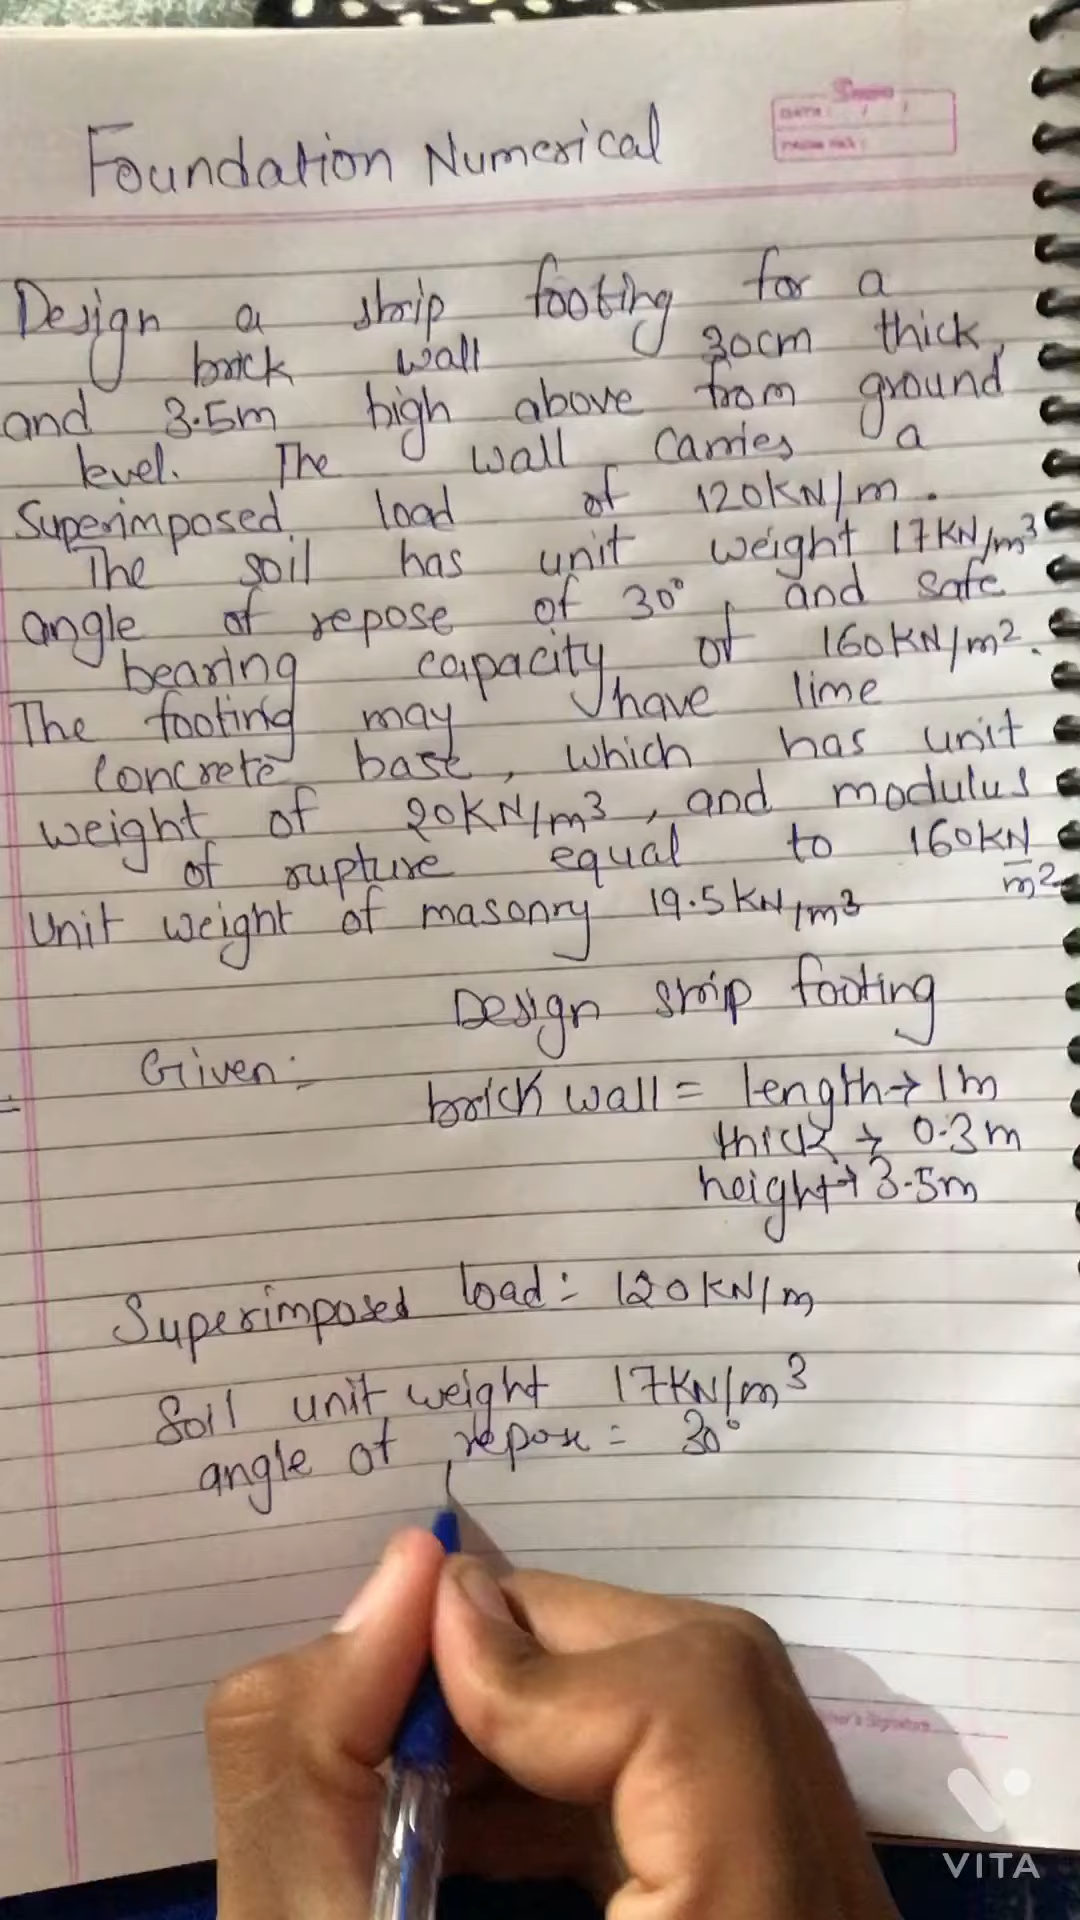 Saagro
DATE: / /
PAGE NO.:
Foundation Numerical
Design a strip footing for a
brick wall 30cm thick,
and 3.5m high above from ground
level. The wall carries a
Superimposed load of 120KN/m.
The soil has unit weight 17KN/m³
angle of repose of 30°, and safe
bearing capacity of 160KN/m².
The footing may have lime
Concrete base, which has unit
weight of 20KN/m³, and modulus
of rupture equal to 160KN/m²
Unit weight of masonry 19.5KN/m³
Design strip footing
Given:-
brick wall = length→1m
thick → 0.3m
height→3.5m
Superimposed load:- 120KN/m
Soil unit weight 17KN/m³
angle of repose = 30°
Signature
VITA